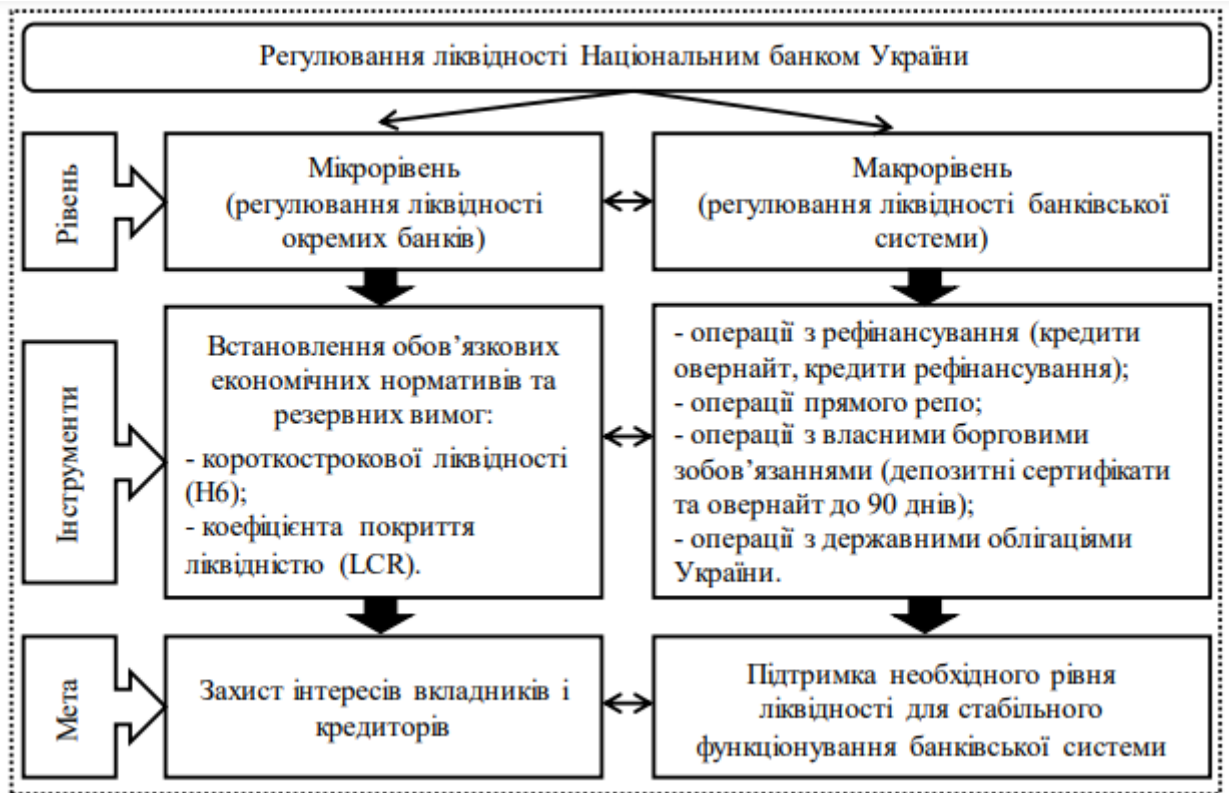 Регулювання ліквідності Національним банком України
Рівень
Мікрорівень
(регулювання ліквідності
окремих банків)
Макрорівень
(регулювання ліквідності банківської
системи)
Інструменти
Встановлення обов’язкових
економічних нормативів та
резервних вимог:
- короткострокової ліквідності
(Н6);
- коефіцієнта покриття
ліквідністю (LCR).
- операції з рефінансування (кредити
овернайт, кредити рефінансування);
- операції прямого репо;
- операції з власними борговими
зобов’язаннями (депозитні сертифікати
та овернайт до 90 днів);
- операції з державними облігаціями
України.
Мета
Захист інтересів вкладників і
кредиторів
Підтримка необхідного рівня
ліквідності для стабільного
функціонування банківської системи